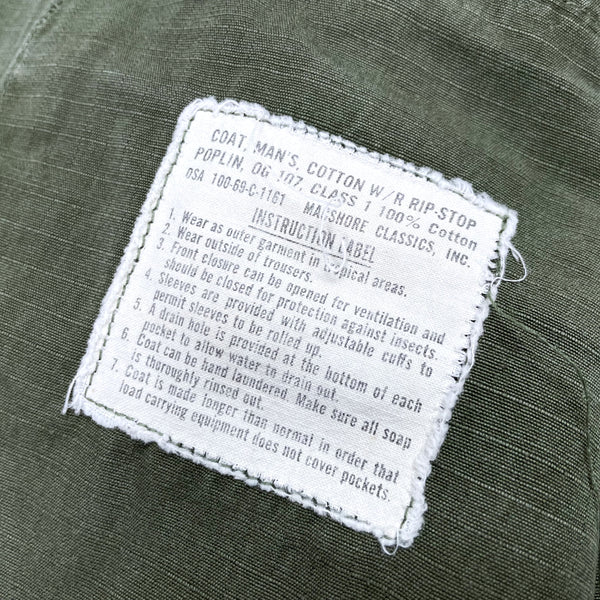 COAT, MAN'S, COTTON W/R RIP-STOP
POPLIN, OG 107, CLASS 1 100% Cotton
DSA 100-69-C-1161 MANSHORE CLASSICS, INC.
INSTRUCTION LABEL
1. Wear as outer garment in tropical areas.
2. Wear outside of trousers.
3. Front closure can be opened fer ventilation and
should be closed for protection against insects.
4. Sleeves are provided with adjustable cuffs to
permit sleeves to be rolled up.
5. A drain hole is provided at the bottom of each
pocket to allow water to drain out.
6. Coat can be hand laundered. Make sure all soap
is thoroughly rinsed out.
7. Coat is made longer than normal in order that
load carrying equipment does not cover pockets.